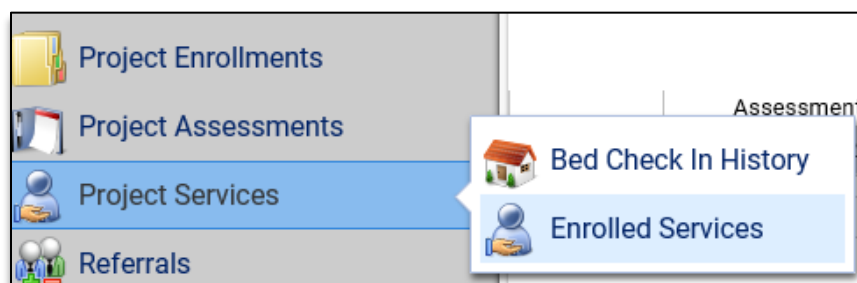 Project Enrollments
Project Assessments
Project Services
Referrals
Assessment
Bed Check In History
Enrolled Services